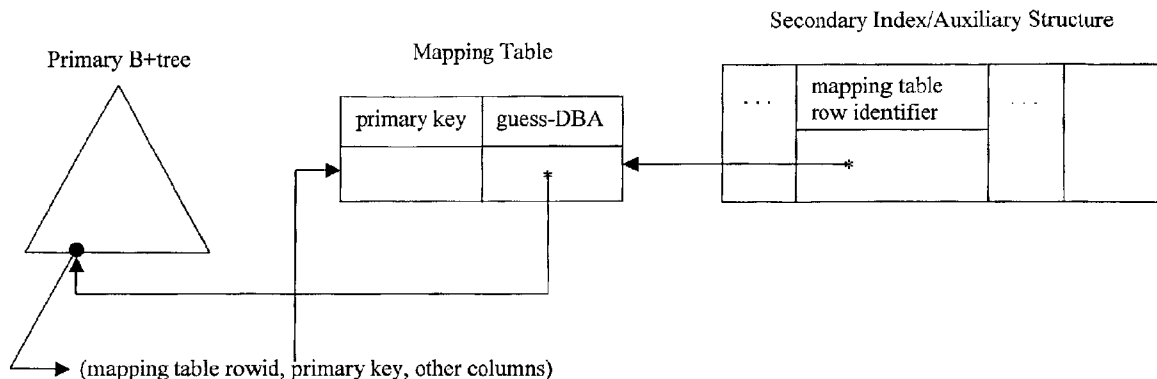 Secondary Index/Auxiliary Structure
Primary B+tree
Mapping Table
primary key
guess-DBA
. . .
mapping table
row identifier
. . .
*
*
(mapping table rowid, primary key, other columns)